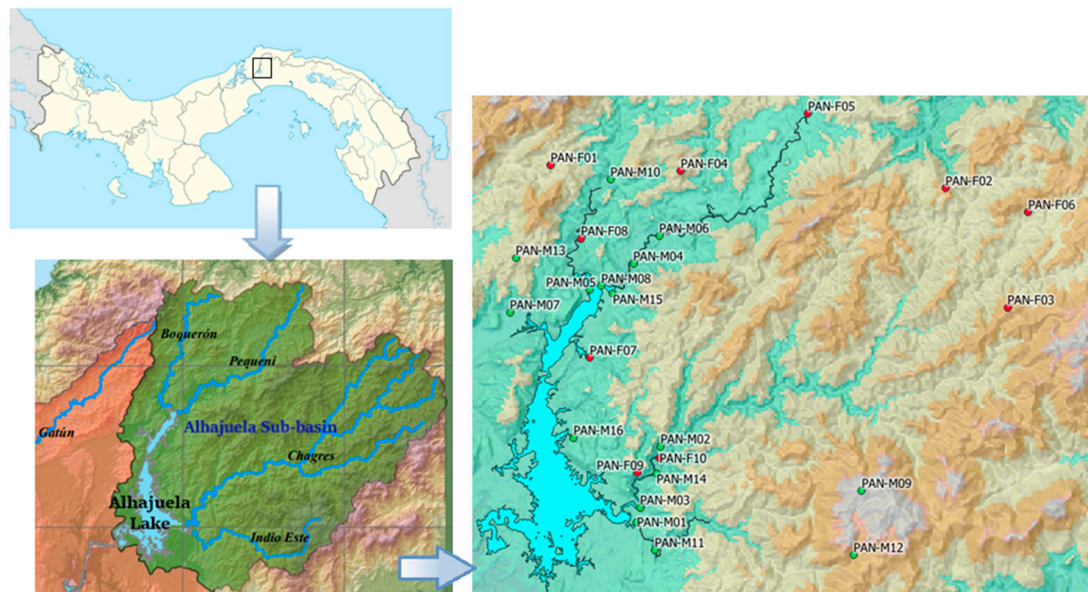 Boquerón
Pequeni
Alhajuela Sub-basin
Gatún
Chagres
Alhajuela
Lake
Indio Este
PAN-F05
PAN-F01
PAN-M10
PAN-F04
PAN-F02
PAN-F06
PAN-F08
PAN-M06
PAN-M13
PAN-M04
PAN-M05
PAN-M08
PAN-M15
PAN-M07
PAN-F03
PAN-F07
PAN-M16
PAN-M02
PAN-F10
PAN-F09
PAN-M14
PAN-M09
PAN-M03
PAN-M01
PAN-M11
PAN-M12